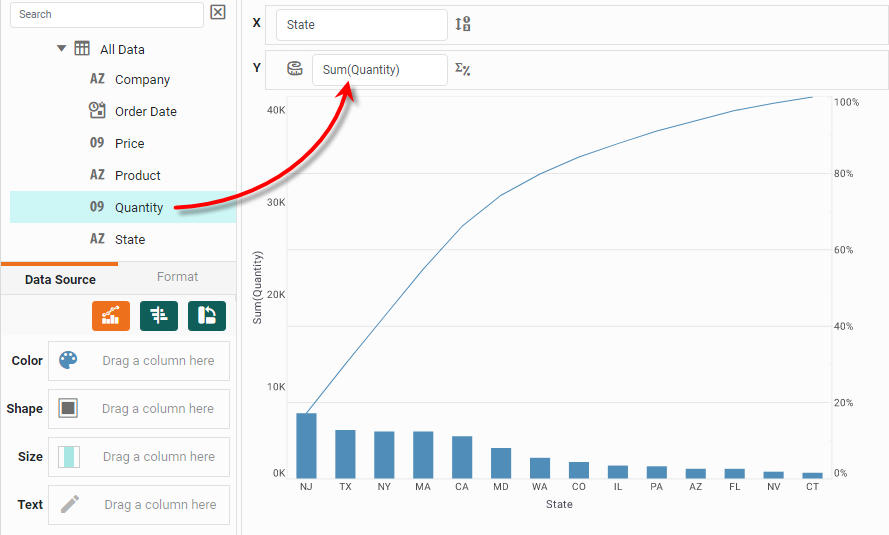 Search
All Data
AZ Company
Order Date
09 Price
AZ Product
09 Quantity
AZ State
Data Source
Format
Color
Drag a column here
Shape
Drag a column here
Size
Drag a column here
Text
Drag a column here
X
State
Y
Sum(Quantity)
Σ%
40K
30K
20K
10K
0K
Sum(Quantity)
100%
80%
60%
40%
20%
0%
NJ TX NY MA CA MD WA CO IL PA AZ FL NV CT
State